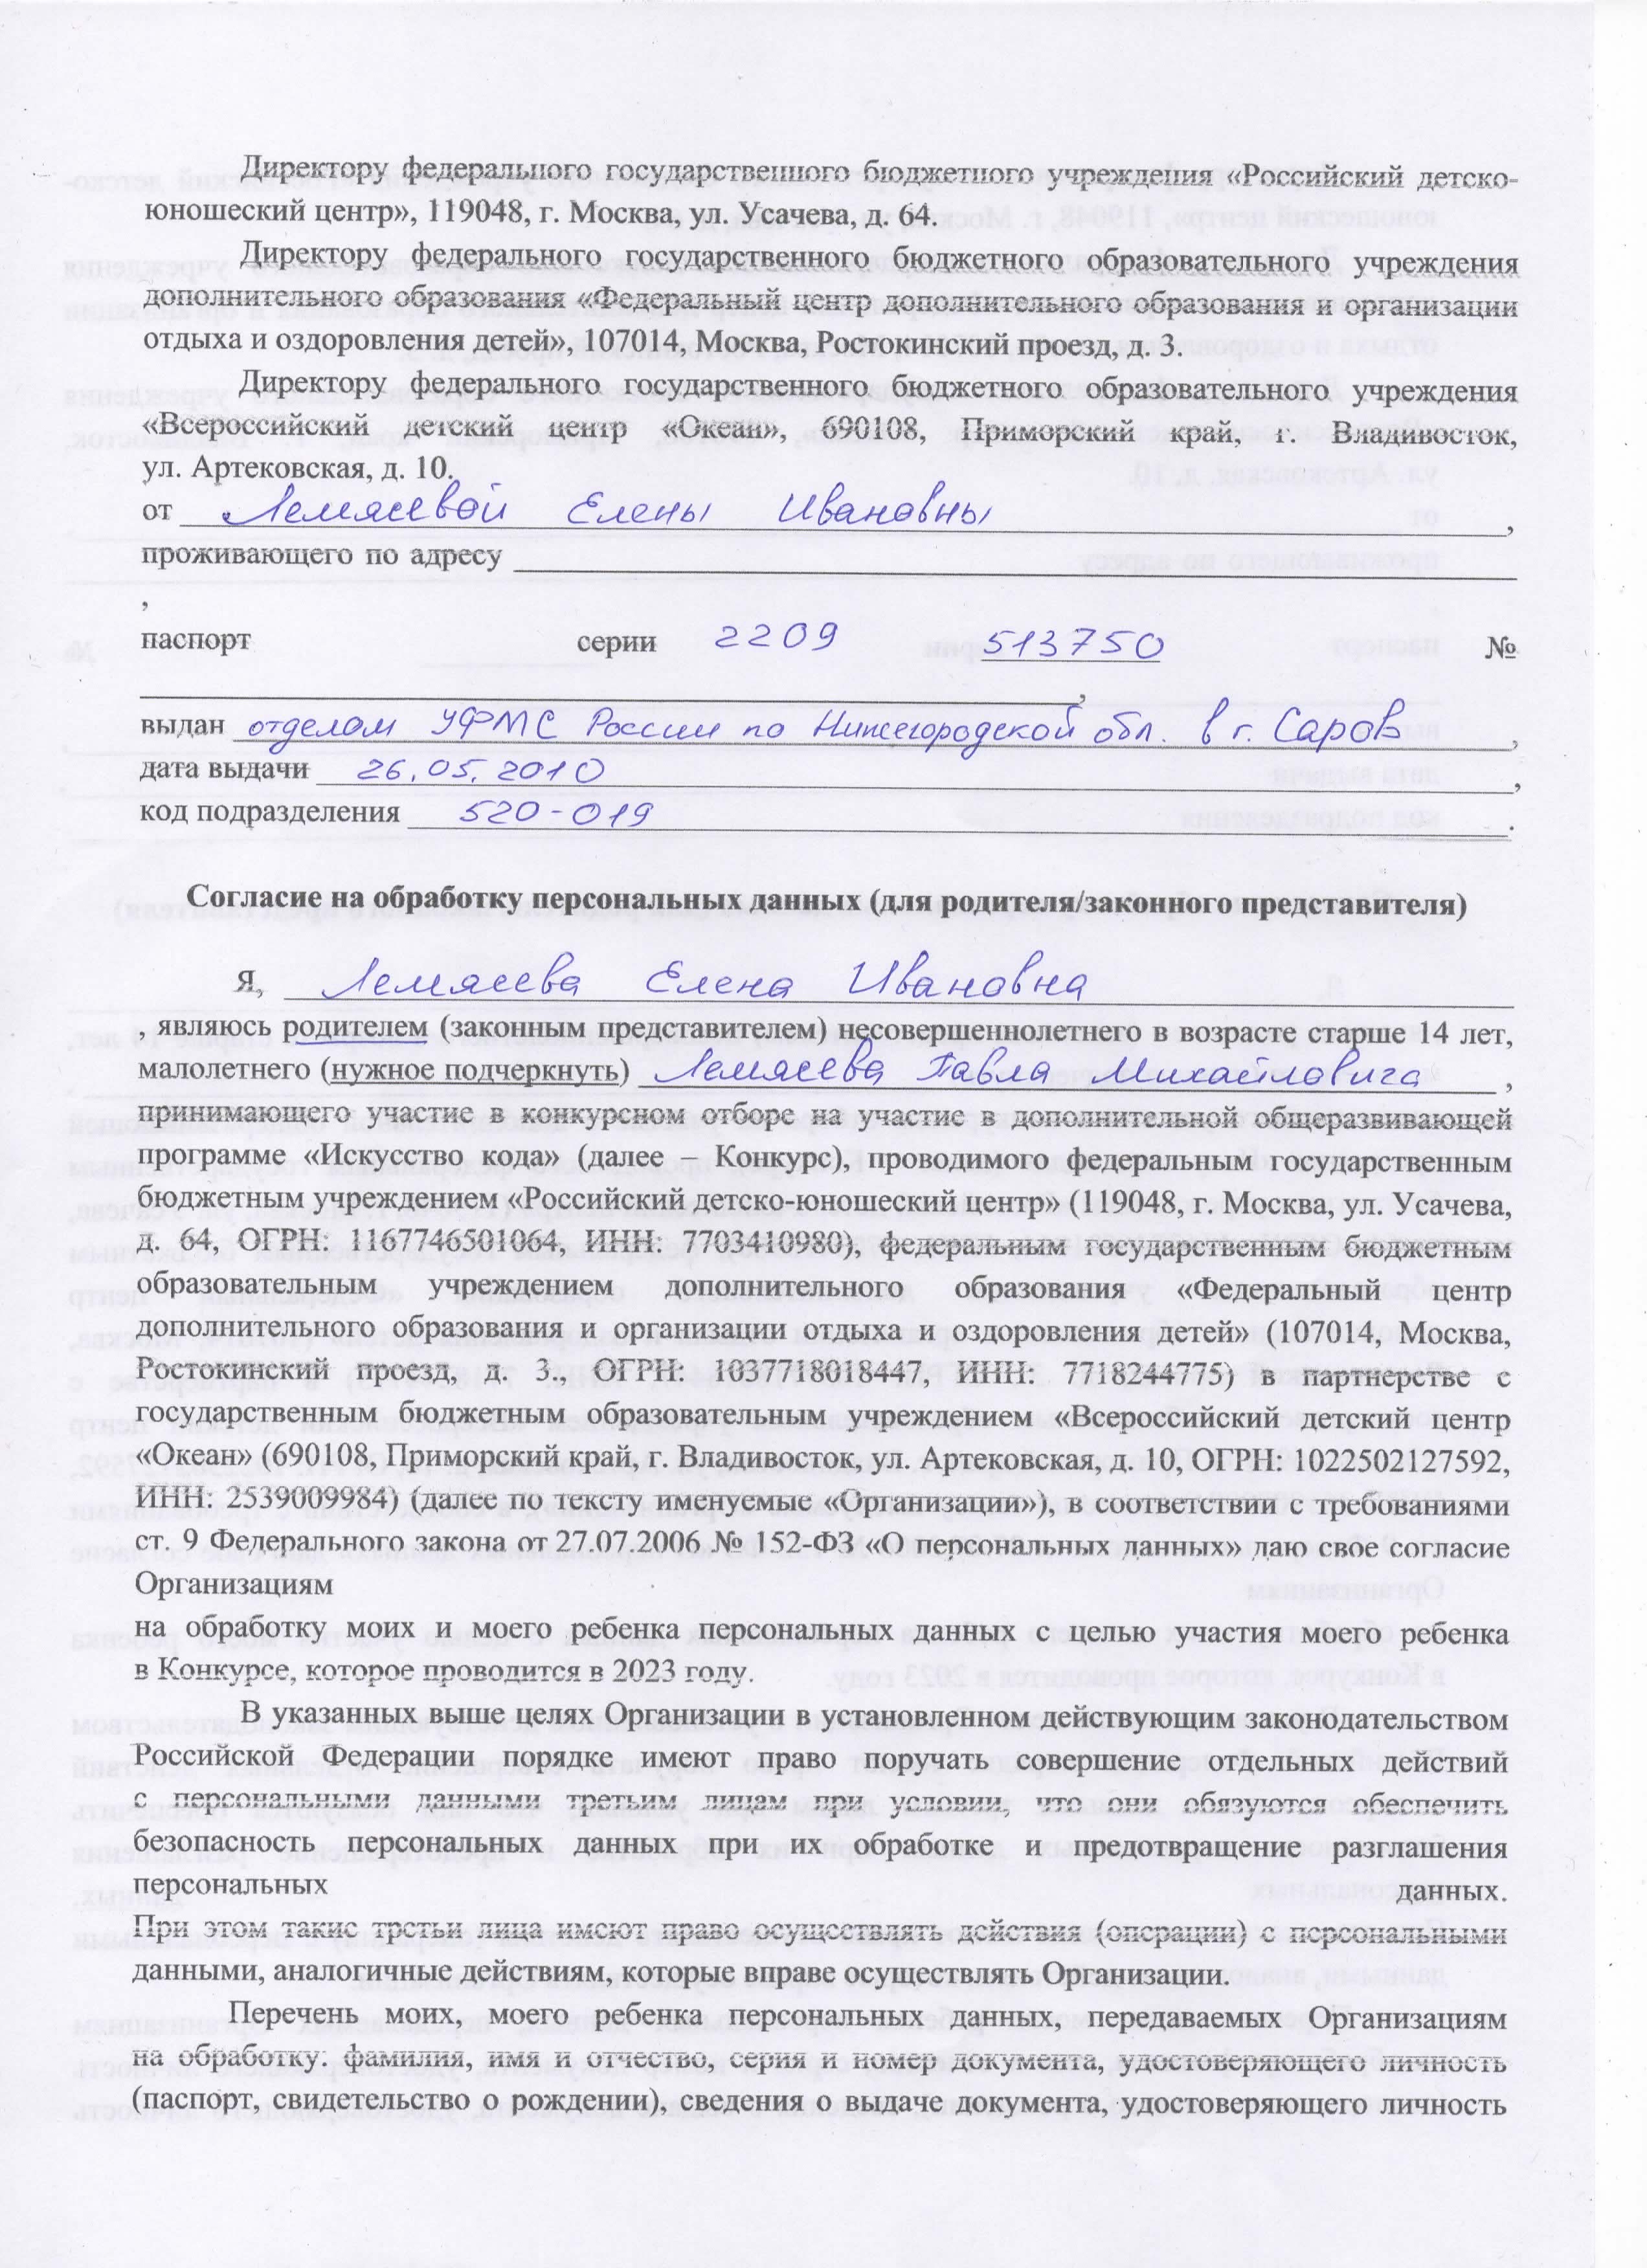 Директору федерального государственного бюджетного учреждения «Российский детско-
юношеский центр», 119048, г. Москва, ул. Усачева, д. 64.
Директору федерального государственного бюджетного образовательного учреждения
дополнительного образования «Федеральный центр дополнительного образования и организации
отдыха и оздоровления детей», 107014, Москва, Ростокинский проезд, д. 3.
Директору федерального государственного бюджетного образовательного учреждения
«Всероссийский детский центр «Океан», 690108, Приморский край, г. Владивосток,
ул. Артековская, д. 10.
от Лемясевой Елены Ивановны,
проживающего по адресу
,
паспорт серии 2209 513750 №
,
выдан отделом УФМС России по Нижегородской обл. в г. Саров,
дата выдачи 26.05.2010,
код подразделения 520-019.
Согласие на обработку персональных данных (для родителя/законного представителя)
Я, Лемясева Елена Ивановна
, являюсь родителем (законным представителем) несовершеннолетнего в возрасте старше 14 лет,
малолетнего (нужное подчеркнуть) Лемясева Павла Михайловича,
принимающего участие в конкурсном отборе на участие в дополнительной общеразвивающей
программе «Искусство кода» (далее – Конкурс), проводимого федеральным государственным
бюджетным учреждением «Российский детско-юношеский центр» (119048, г. Москва, ул. Усачева,
д. 64, ОГРН: 1167746501064, ИНН: 7703410980), федеральным государственным бюджетным
образовательным учреждением дополнительного образования «Федеральный центр
дополнительного образования и организации отдыха и оздоровления детей» (107014, Москва,
Ростокинский проезд, д. 3., ОГРН: 1037718018447, ИНН: 7718244775) в партнерстве с
государственным бюджетным образовательным учреждением «Всероссийский детский центр
«Океан» (690108, Приморский край, г. Владивосток, ул. Артековская, д. 10, ОГРН: 1022502127592,
ИНН: 2539009984) (далее по тексту именуемые «Организации»), в соответствии с требованиями
ст. 9 Федерального закона от 27.07.2006 № 152-ФЗ «О персональных данных» даю свое согласие
Организациям
на обработку моих и моего ребенка персональных данных с целью участия моего ребенка
в Конкурсе, которое проводится в 2023 году.
В указанных выше целях Организации в установленном действующим законодательством
Российской Федерации порядке имеют право поручать совершение отдельных действий
с персональными данными третьим лицам при условии, что они обязуются обеспечить
безопасность персональных данных при их обработке и предотвращение разглашения
персональных данных.
При этом такие третьи лица имеют право осуществлять действия (операции) с персональными
данными, аналогичные действиям, которые вправе осуществлять Организации.
Перечень моих, моего ребенка персональных данных, передаваемых Организациям
на обработку: фамилия, имя и отчество, серия и номер документа, удостоверяющего личность
(паспорт, свидетельство о рождении), сведения о выдаче документа, удостоверяющего личность